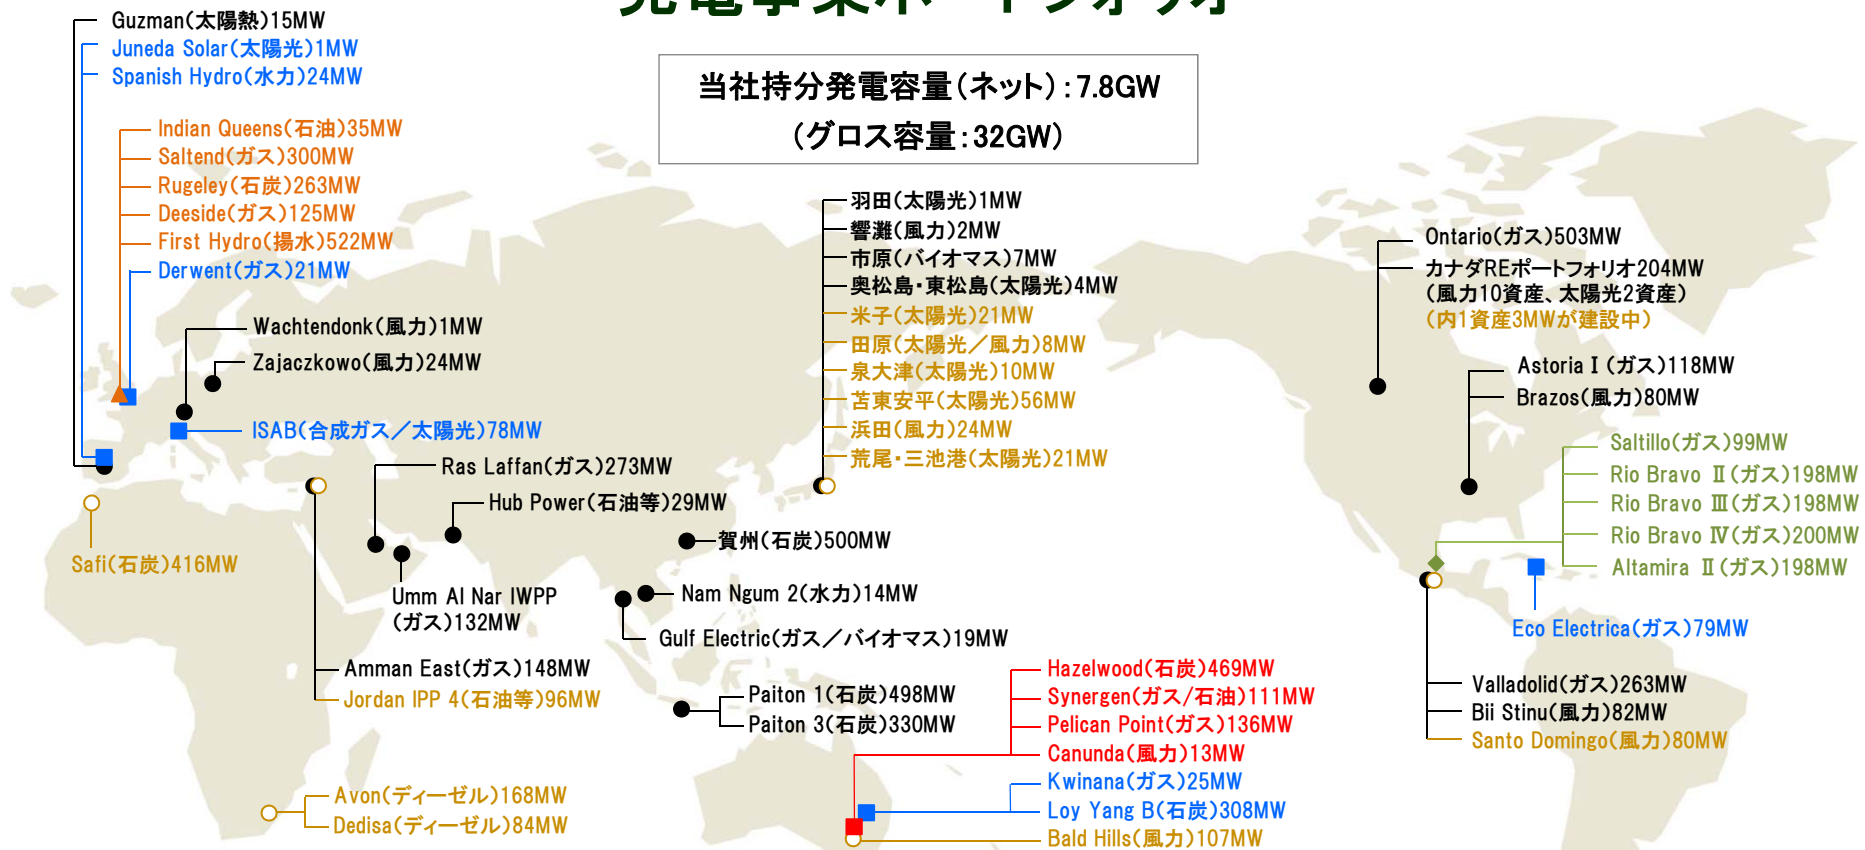 発電事業ポートフォリオ
当社持分発電容量(ネット):7.8GW
(グロス容量:32GW)
Guzman(太陽熱)15MW
Juneda Solar(太陽光)1MW
Spanish Hydro(水力)24MW
Indian Queens(石油)35MW
Saltend(ガス)300MW
Rugeley(石炭)263MW
Deeside(ガス)125MW
First Hydro(揚水)522MW
Derwent(ガス)21MW
Wachtendonk(風力)1MW
Zajaczkowo(風力)24MW
ISAB(合成ガス/太陽光)78MW
Ras Laffan(ガス)273MW
Hub Power(石油等)29MW
Safi(石炭)416MW
Umm Al Nar IWPP
(ガス)132MW
Amman East(ガス)148MW
Jordan IPP 4(石油等)96MW
Avon(ディーゼル)168MW
Dedisa(ディーゼル)84MW
羽田(太陽光)1MW
響灘(風力)2MW
市原(バイオマス)7MW
奥松島・東松島(太陽光)4MW
米子(太陽光)21MW
田原(太陽光/風力)8MW
泉大津(太陽光)10MW
苫東安平(太陽光)56MW
浜田(風力)24MW
荒尾・三池港(太陽光)21MW
賀州(石炭)500MW
Nam Ngum 2(水力)14MW
Gulf Electric(ガス/バイオマス)19MW
Paiton 1(石炭)498MW
Paiton 3(石炭)330MW
Hazelwood(石炭)469MW
Synergen(ガス/石油)111MW
Pelican Point(ガス)136MW
Canunda(風力)13MW
Kwinana(ガス)25MW
Loy Yang B(石炭)308MW
Bald Hills(風力)107MW
Ontario(ガス)503MW
カナダREポートフォリオ204MW
(風力10資産、太陽光2資産)
(内1資産3MWが建設中)
Astoria I (ガス)118MW
Brazos(風力)80MW
Saltillo(ガス)99MW
Rio Bravo Ⅱ(ガス)198MW
Rio Bravo Ⅲ(ガス)198MW
Rio Bravo Ⅳ(ガス)200MW
Altamira Ⅱ(ガス)198MW
Eco Electrica(ガス)79MW
Valladolid(ガス)263MW
Bii Stinu(風力)82MW
Santo Domingo(風力)80MW